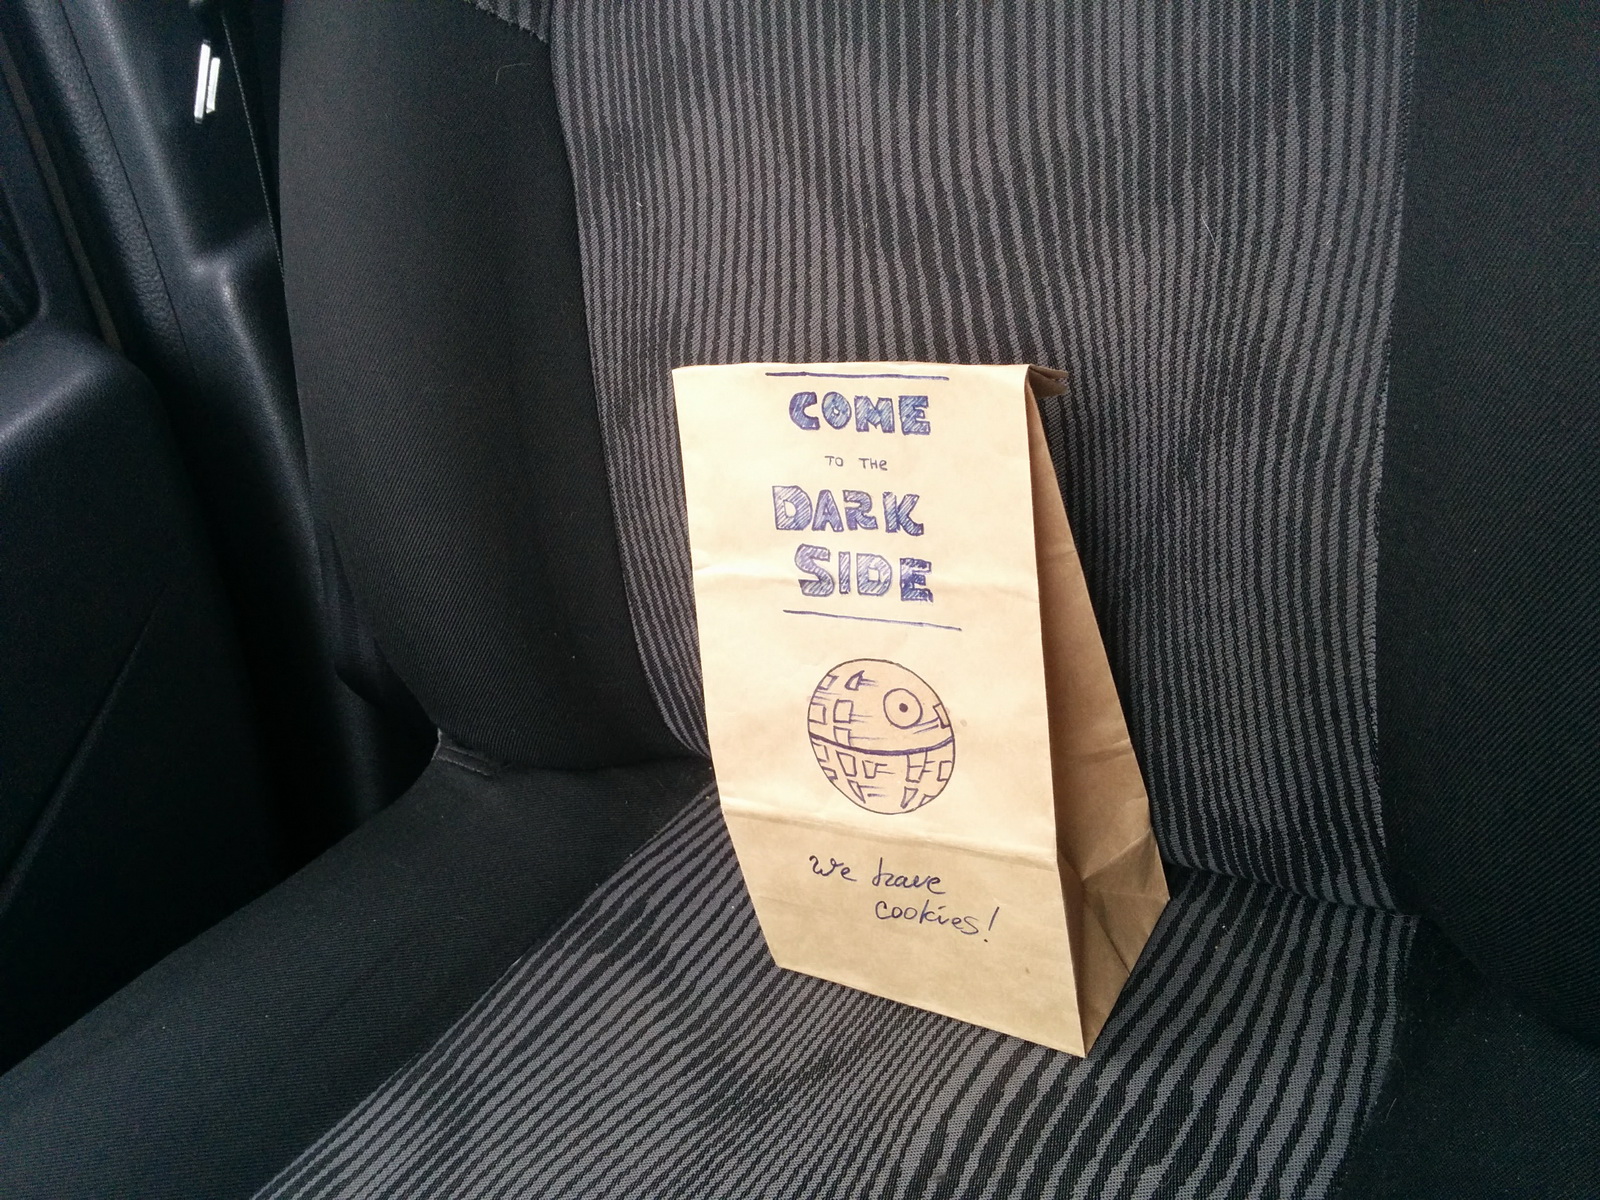 COME
TO THE
DARK
SIDE
We have
cookies!